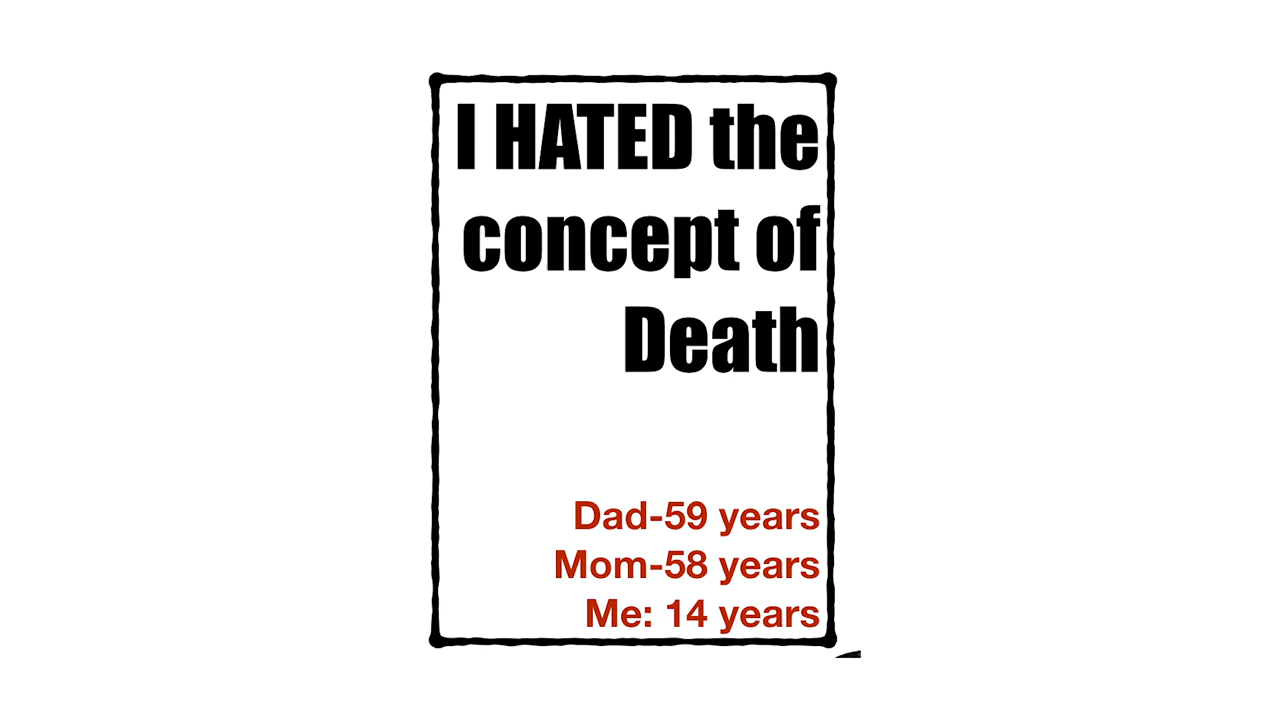 I HATED the
concept of
Death
Dad-59 years
Mom-58 years
Me: 14 years